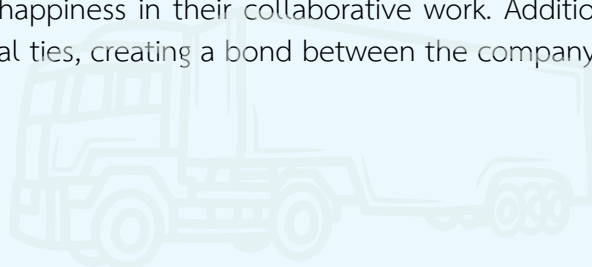 happiness in their collaborative work. Additio
al ties, creating a bond between the company